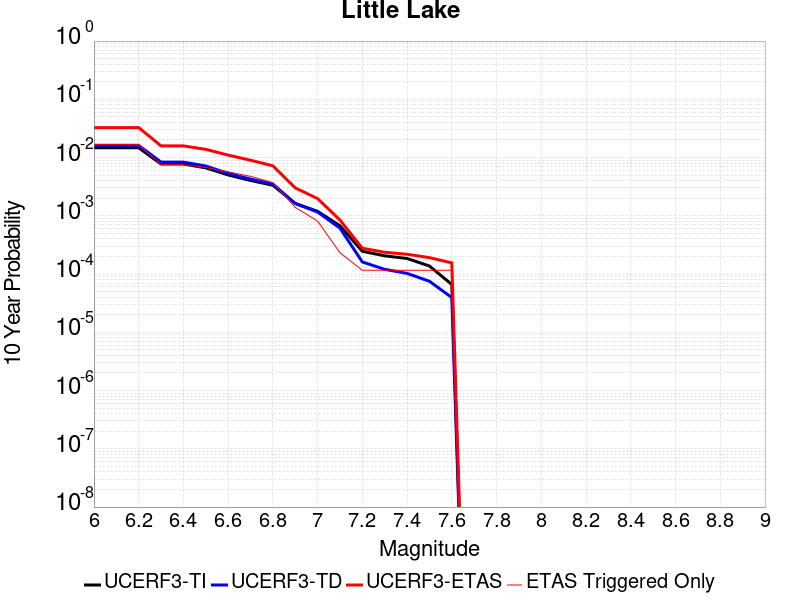 Little Lake
10 Year Probability
10^0
10^-1
10^-2
10^-3
10^-4
10^-5
10^-6
10^-7
10^-8
6 6.2 6.4 6.6 6.8 7 7.2 7.4 7.6 7.8 8 8.2 8.4 8.6 8.8 9
Magnitude
UCERF3-TI UCERF3-TD UCERF3-ETAS ETAS Triggered Only